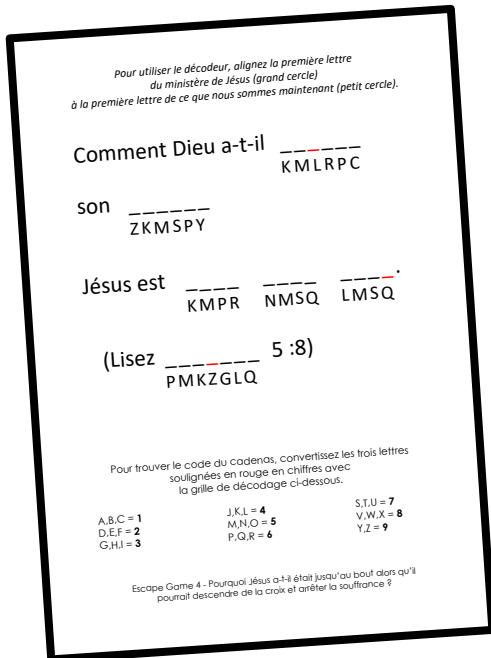 Pour utiliser le décodeur, alignez la première lettre
du ministère de Jésus (grand cercle)
à la première lettre de ce que nous sommes maintenant (petit cercle).
Comment Dieu a-t-il _ _ _ _ _ _
KMLRPC
son _ _ _ _ _ _
ZKMSPY
Jésus est _ _ _ _ _ _ _ _ _ _ _ _.
KMPR NMSQ LMSQ
(Lisez _ _ _ _ _ _ _ 5 :8)
PMKZGLQ
Pour trouver le code du cadenas, convertissez les trois lettres
soulignées en rouge en chiffres avec
la grille de décodage ci-dessous.
A,B,C = 1 J,K,L = 4 S,T,U = 7
D,E,F = 2 M,N,O = 5 V,W,X = 8
G,H,I = 3 P,Q,R = 6 Y,Z = 9
Escape Game 4 - Pourquoi Jésus a-t-il était jusqu'au bout alors qu'il
pourrait descendre de la croix et arrêter la souffrance ?